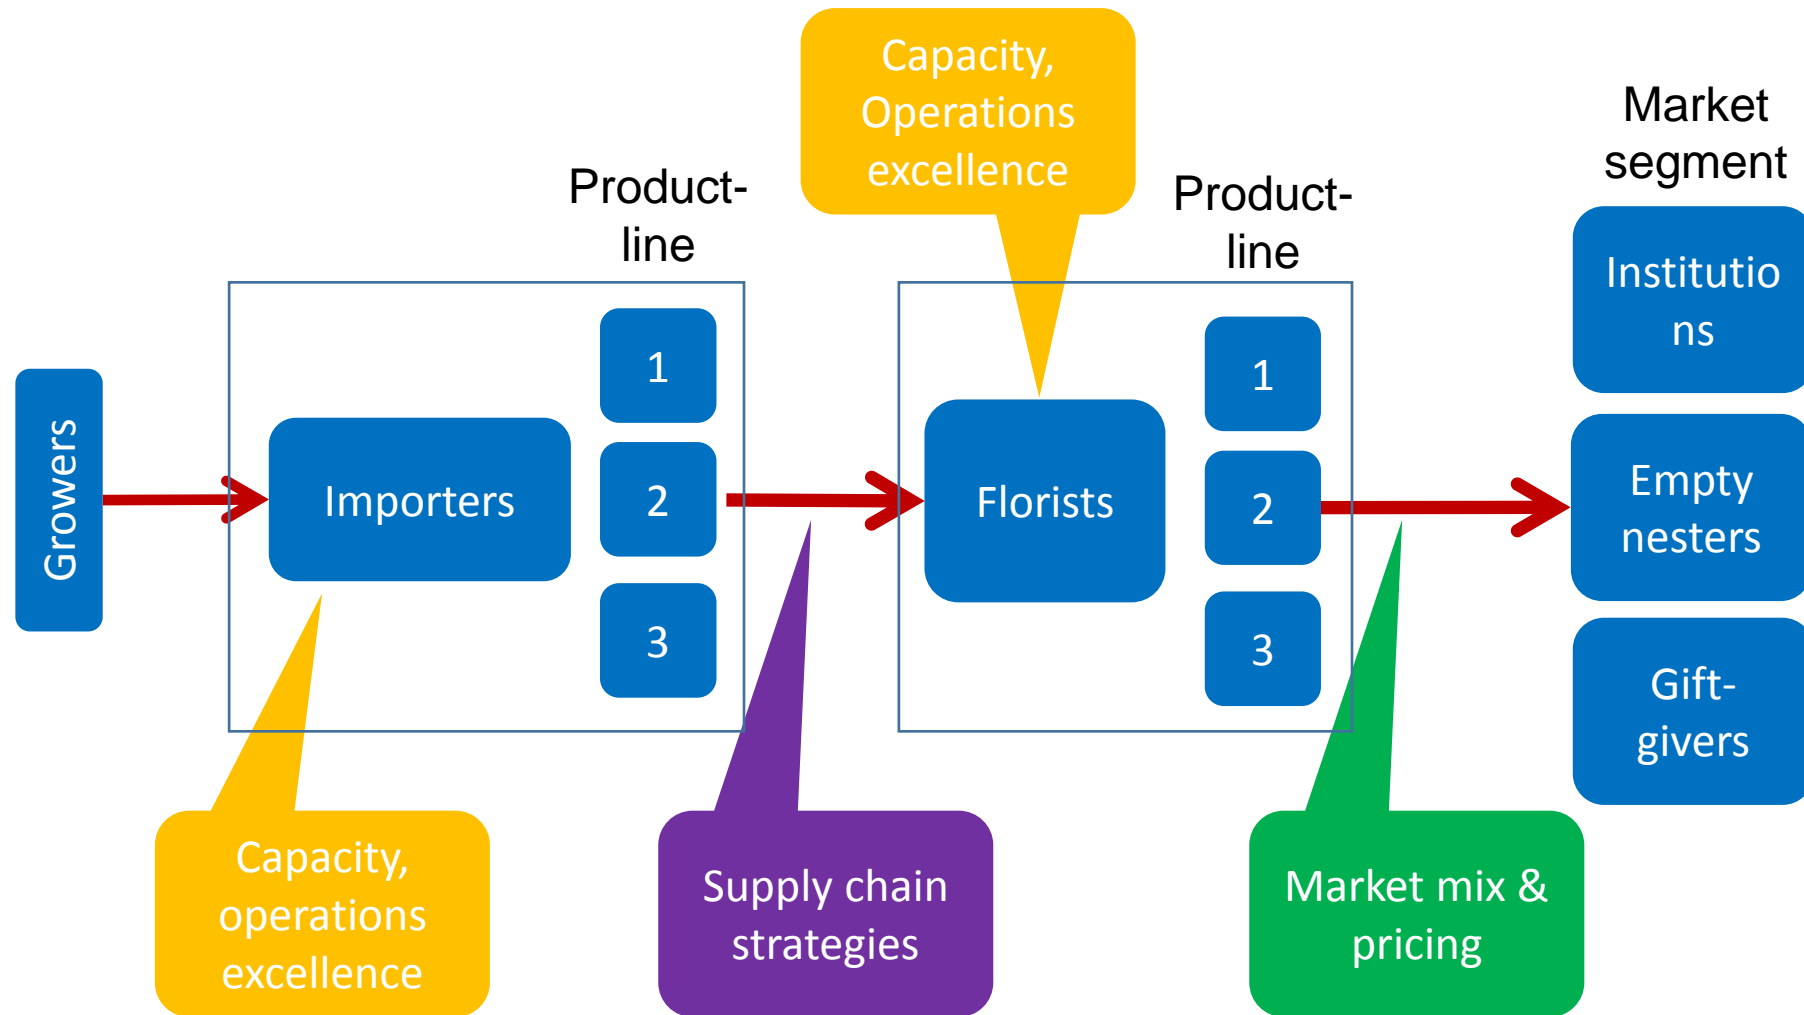 Capacity,
Operations
excellence
Market
segment
Product-
line
Product-
line
Institutio
ns
1
1
Growers
Importers
2
Florists
2
Empty
nesters
3
3
Gift-
givers
Capacity,
operations
excellence
Supply chain
strategies
Market mix &
pricing